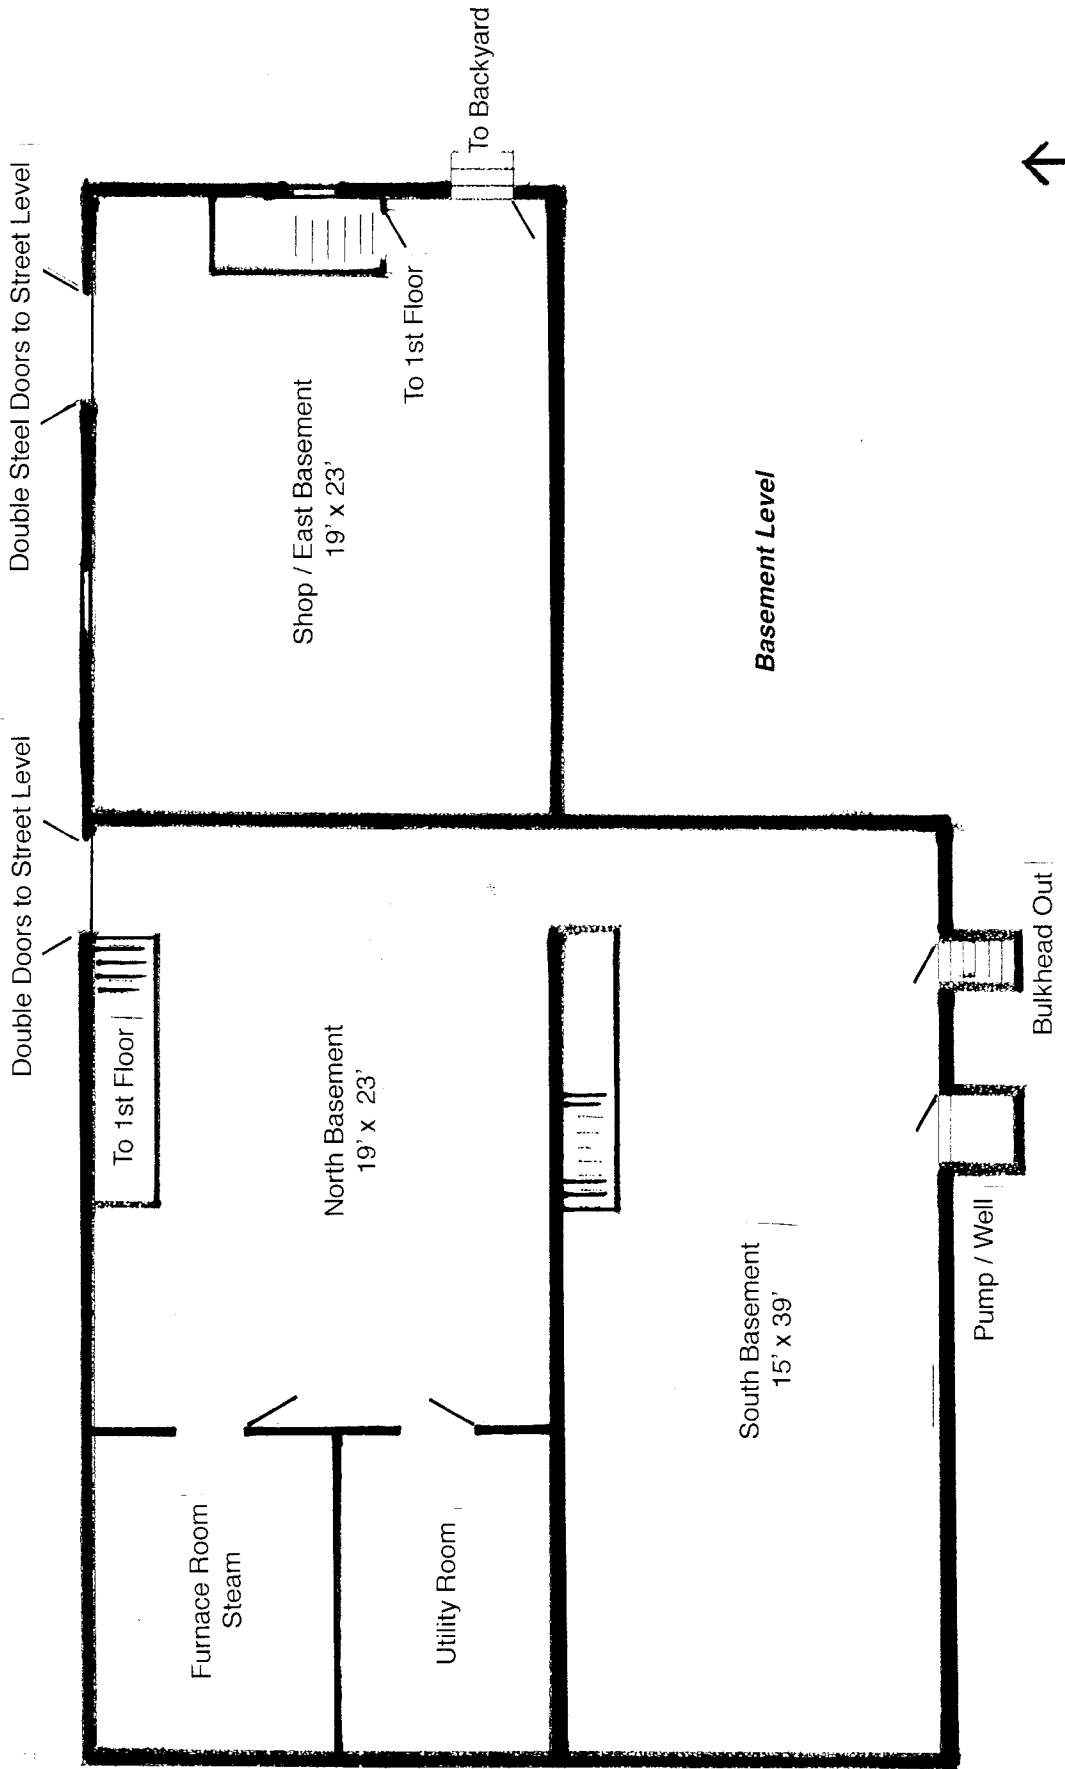 Double Doors to Street Level
Double Steel Doors to Street Level
To 1st Floor
Furnace Room
Steam
North Basement
19' x 23'
Shop / East Basement
19' x 23'
To 1st Floor
To Backyard
Utility Room
South Basement
15' x 39'
Basement Level
Pump / Well
Bulkhead Out